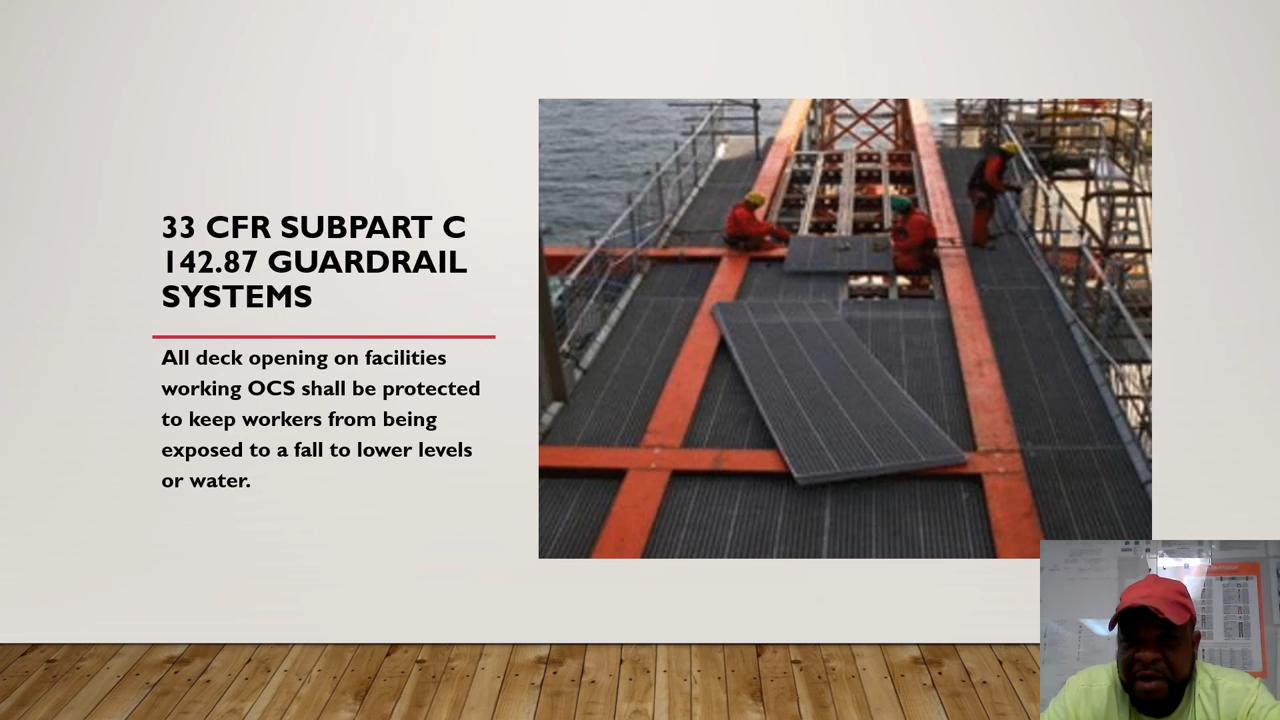 33 CFR SUBPART C
142.87 GUARDRAIL
SYSTEMS
All deck opening on facilities
working OCS shall be protected
to keep workers from being
exposed to a fall to lower levels
or water.